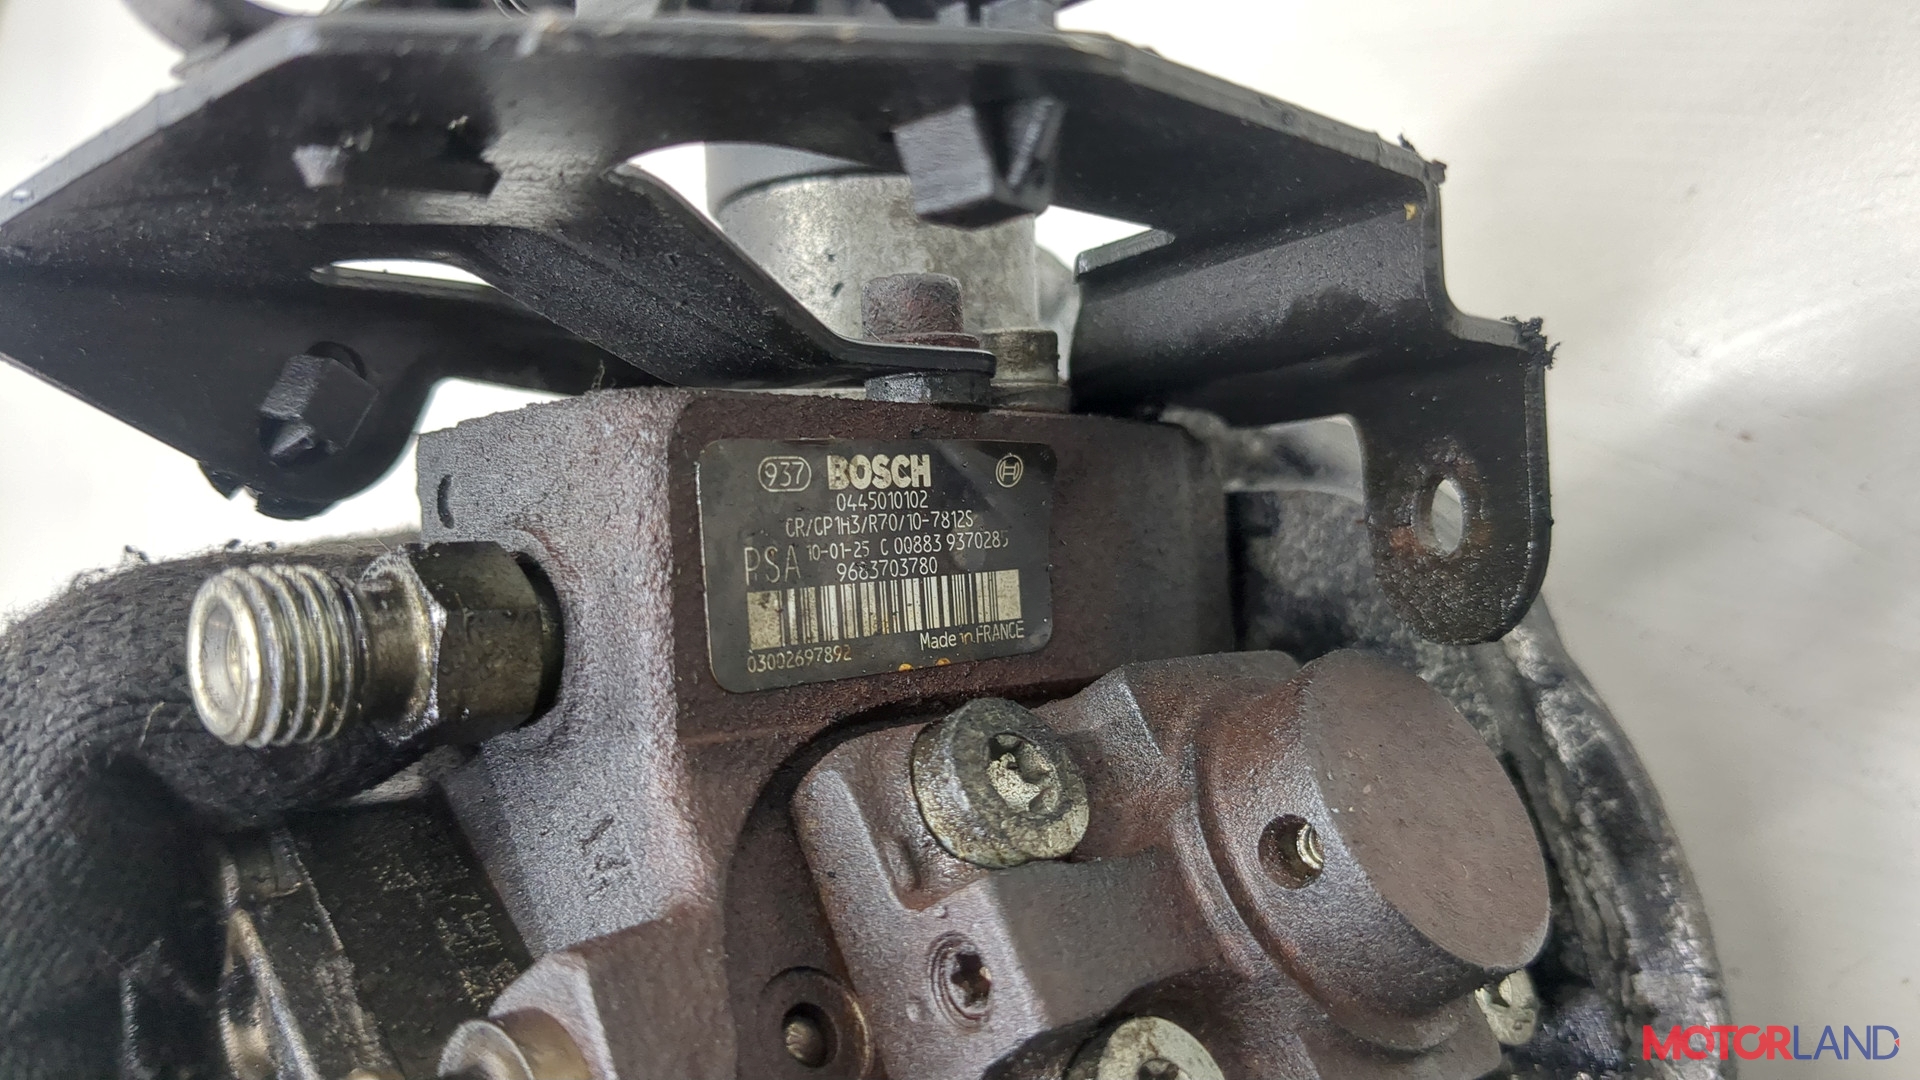 937 BOSCH
0445010102
CR/CP1H3/R70/10-7812S
PSA 10-01-25 C 00883 9370285
9683703780
Made in FRANCE
03002697892
MOTORLAND